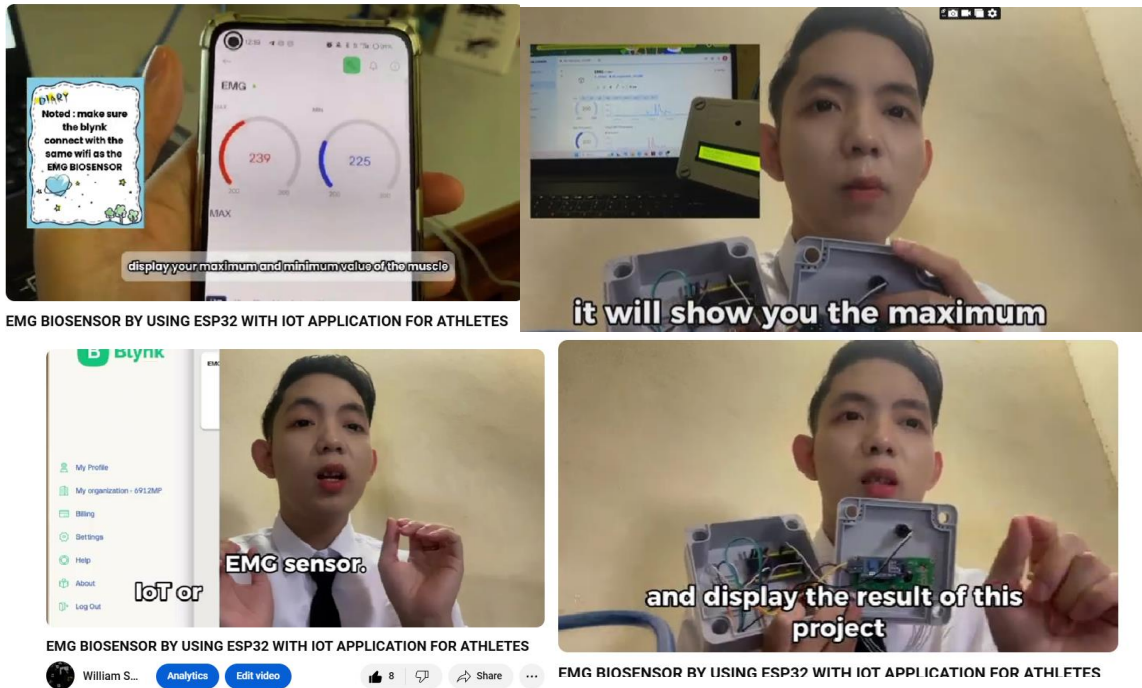 EMG
239
225
200
200
MAX
DIARY
Noted : make sure
the blynk
connect with the
same wifi as the
EMG BIOSENSOR
display your maximum and minimum value of the muscle
EMG BIOSENSOR BY USING ESP32 WITH IOT APPLICATION FOR ATHLETES
it will show you the maximum
Blynk
EMG
My Profile
My organization - 6912MP
Billing
Settings
Help
About
Log Out
IoT or
EMG sensor.
EMG BIOSENSOR BY USING ESP32 WITH IOT APPLICATION FOR ATHLETES
William S...
Analytics
Edit video
8
Share
and display the result of this
project
EMG BIOSENSOR BY USING ESP32 WITH IOT APPLICATION FOR ATHLETES